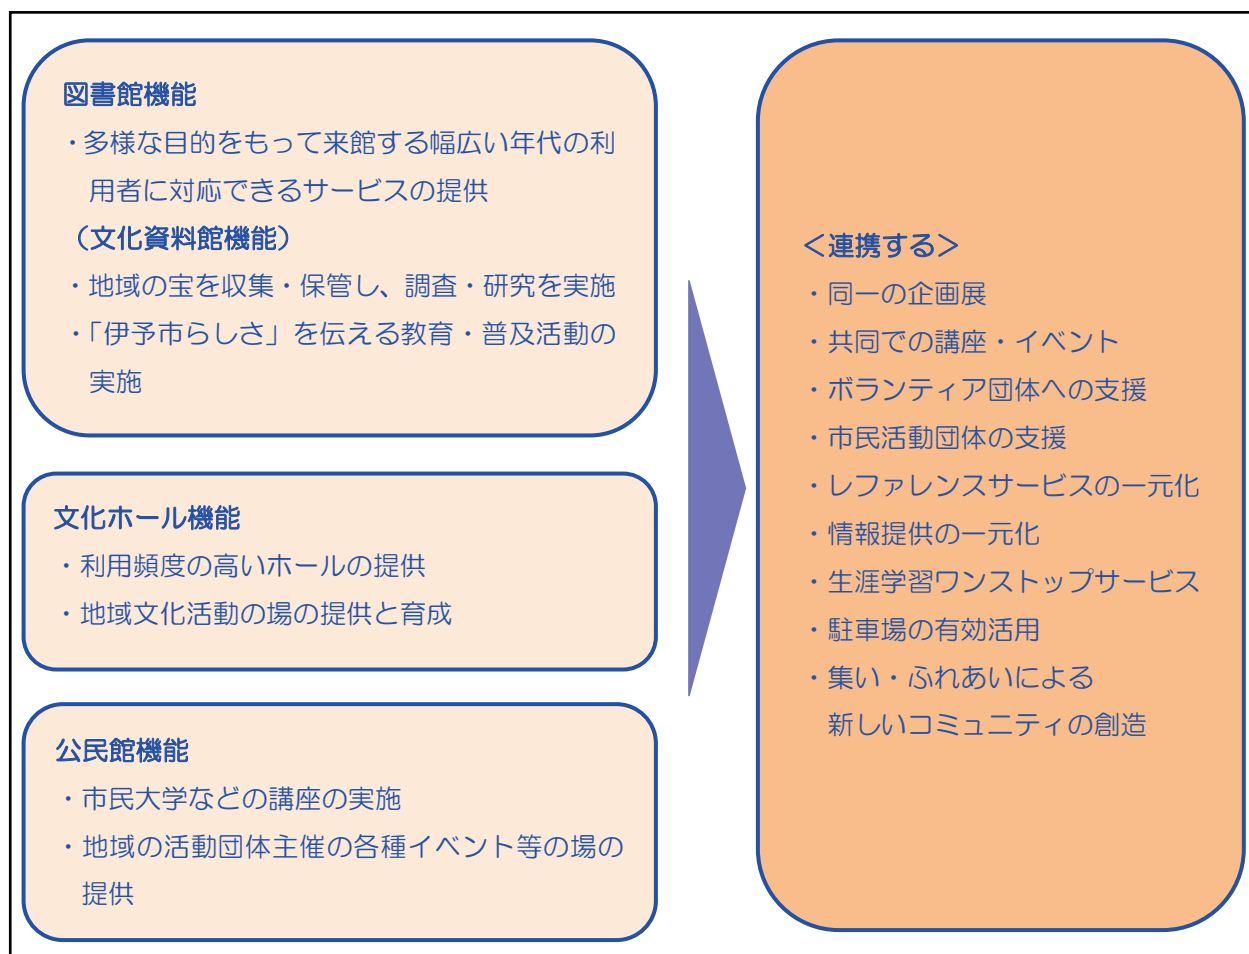 図書館機能
・多様な目的をもって来館する幅広い年代の利
用者に対応できるサービスの提供
（文化資料館機能）
・地域の宝を収集・保管し、調査・研究を実施
・「伊予市らしさ」を伝える教育・普及活動の
実施
文化ホール機能
・利用頻度の高いホールの提供
・地域文化活動の場の提供と育成
公民館機能
・市民大学などの講座の実施
・地域の活動団体主催の各種イベント等の場の
提供
＜連携する＞
・同一の企画展
・共同での講座・イベント
・ボランティア団体への支援
・市民活動団体の支援
・レファレンスサービスの一元化
・情報提供の一元化
・生涯学習ワンストップサービス
・駐車場の有効活用
・集い・ふれあいによる
新しいコミュニティの創造